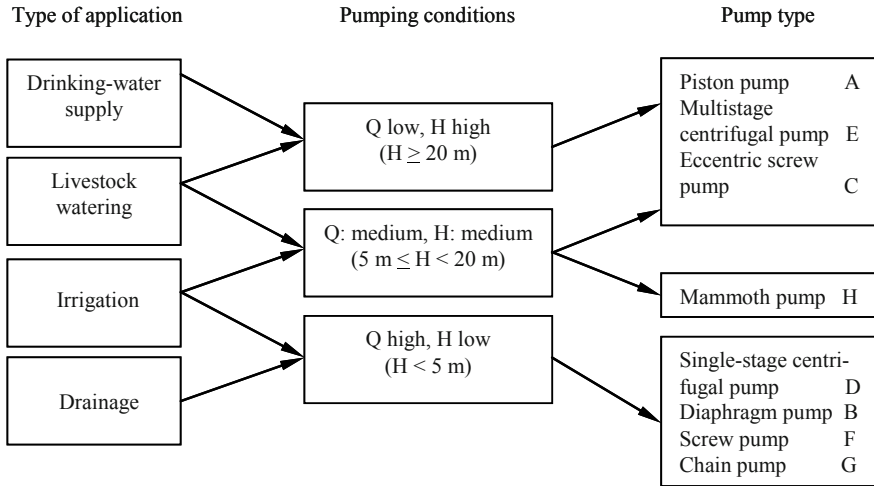 Type of application
Pumping conditions
Pump type
Drinking-water
supply
Livestock
watering
Irrigation
Drainage
Q low, H high
(H ≥ 20 m)
Q: medium, H: medium
(5 m ≤ H < 20 m)
Q high, H low
(H < 5 m)
Piston pump A
Multistage
centrifugal pump E
Eccentric screw
pump C
Mammoth pump H
Single-stage centri-
fugal pump D
Diaphragm pump B
Screw pump F
Chain pump G